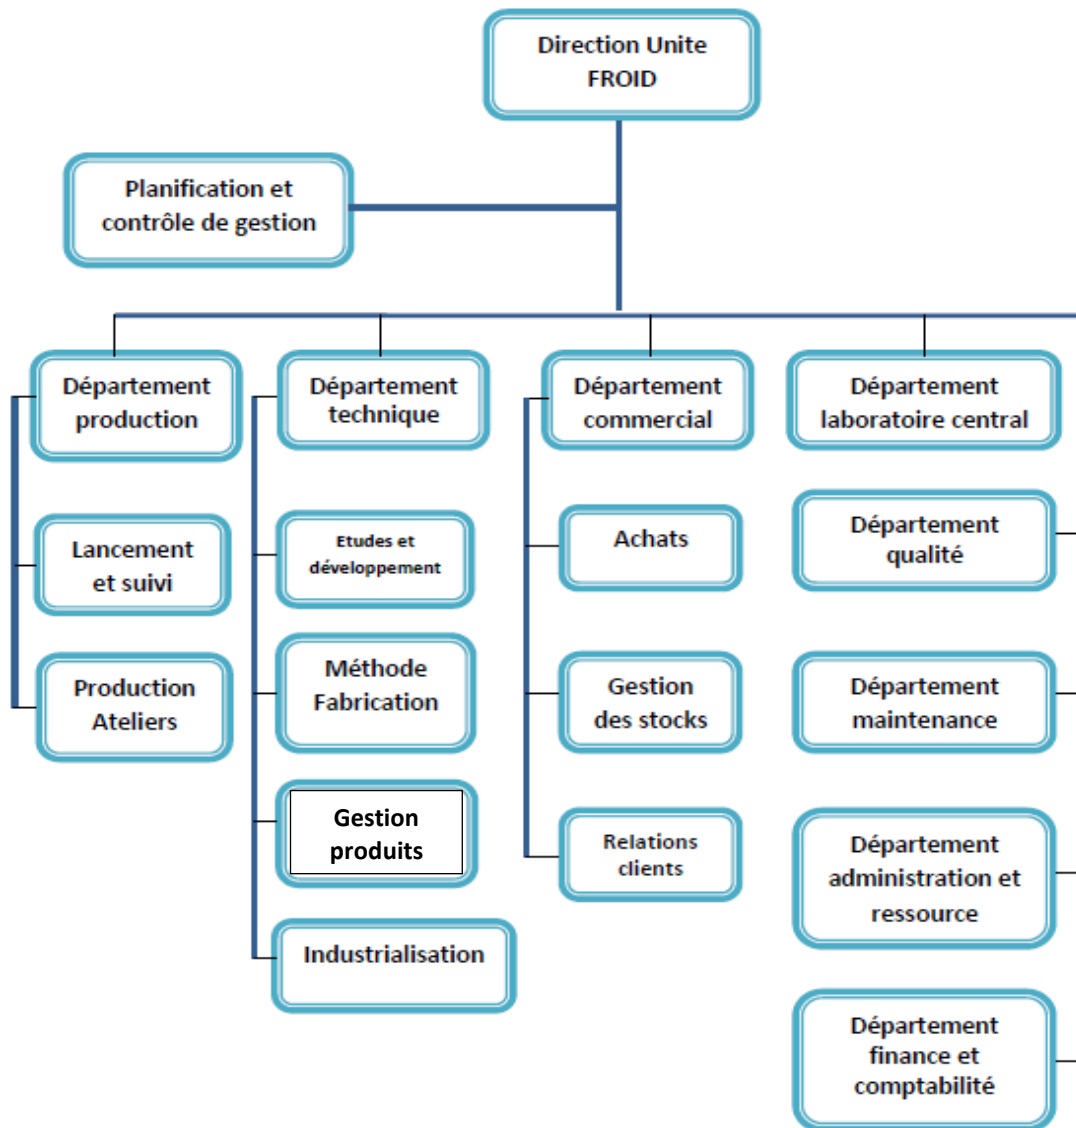 Direction Unite
FROID
Planification et
contrôle de gestion
Département
production
Lancement
et suivi
Production
Ateliers
Département
technique
Etudes et
développement
Méthode
Fabrication
Gestion
produits
Industrialisation
Département
commercial
Achats
Gestion
des stocks
Relations
clients
Département
laboratoire central
Département
qualité
Département
maintenance
Département
administration et
ressource
Département
finance et
comptabilité